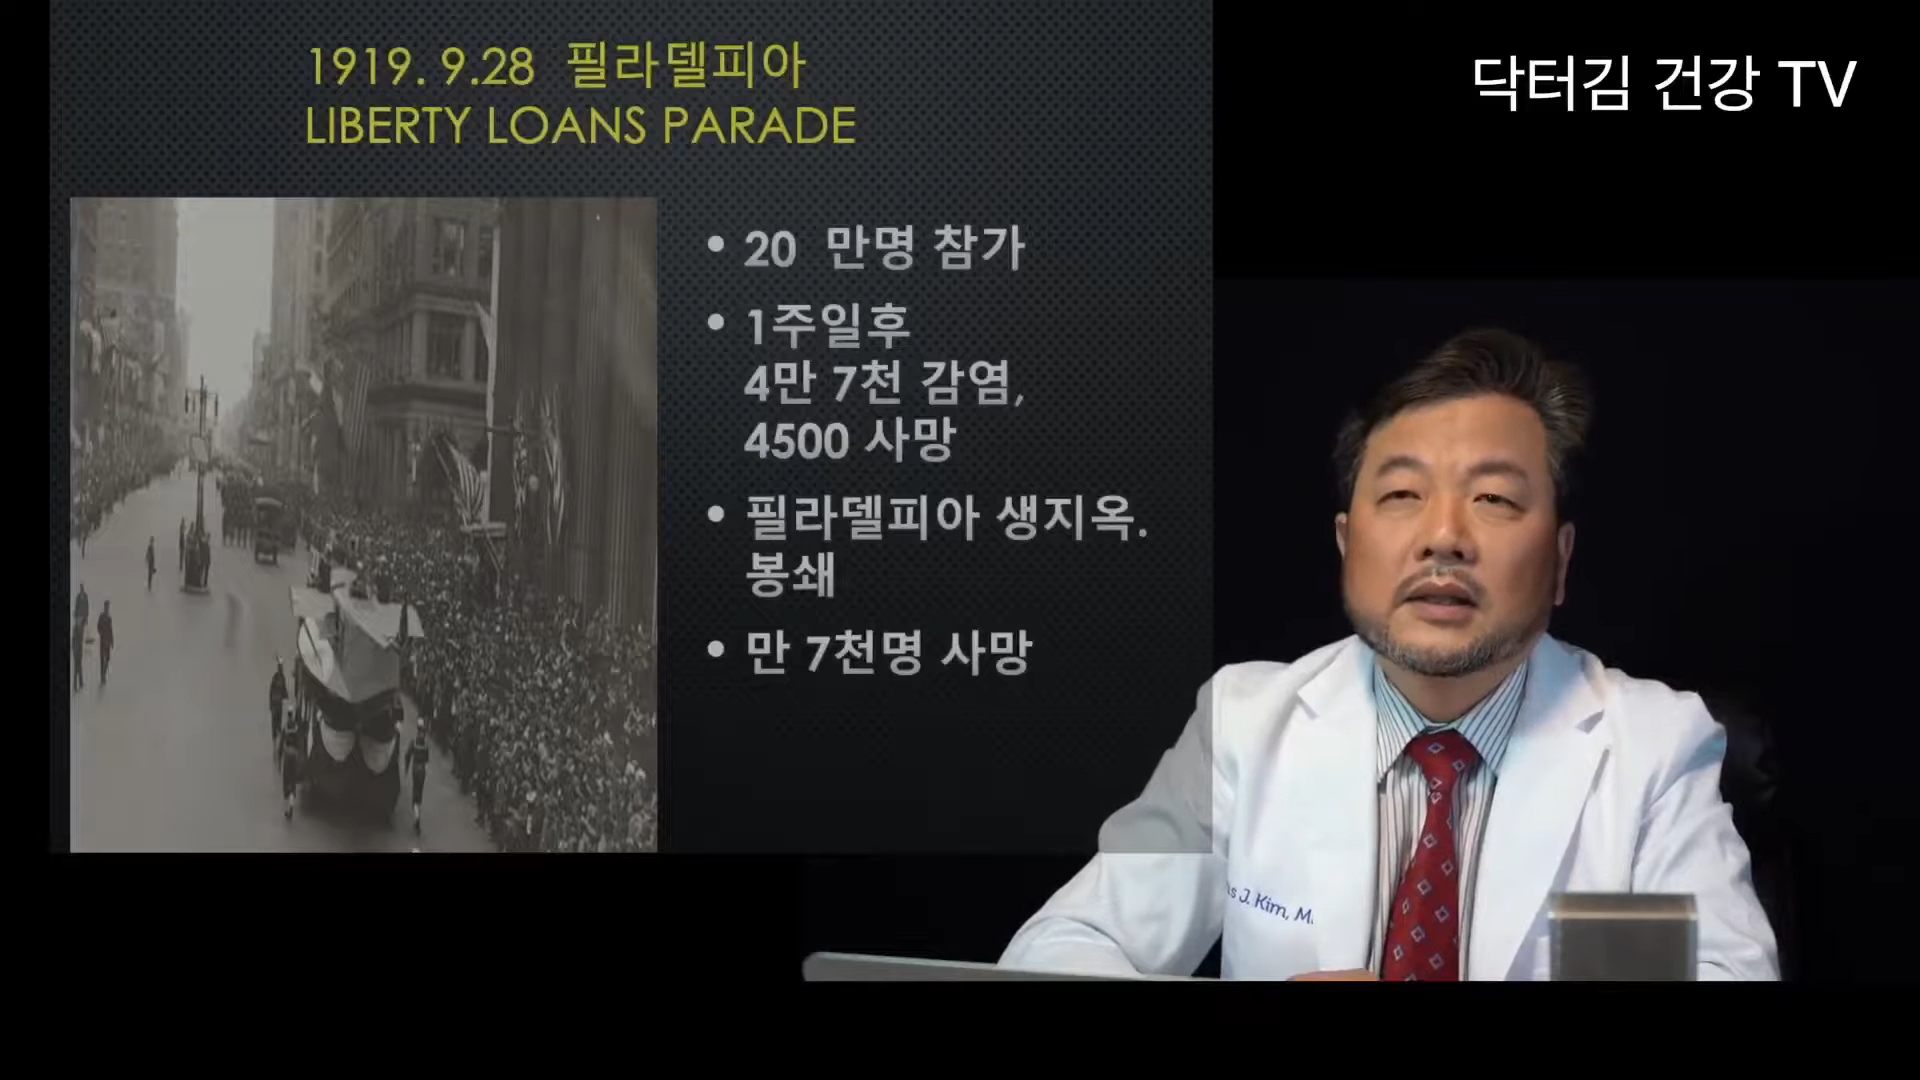 1919. 9.28 필라델피아
LIBERTY LOANS PARADE
닥터김 건강 TV
• 20 만명 참가
• 1주일후
4만 7천 감염,
4500 사망
• 필라델피아 생지옥.
봉쇄
• 만 7천명 사망
s J. Kim, M.